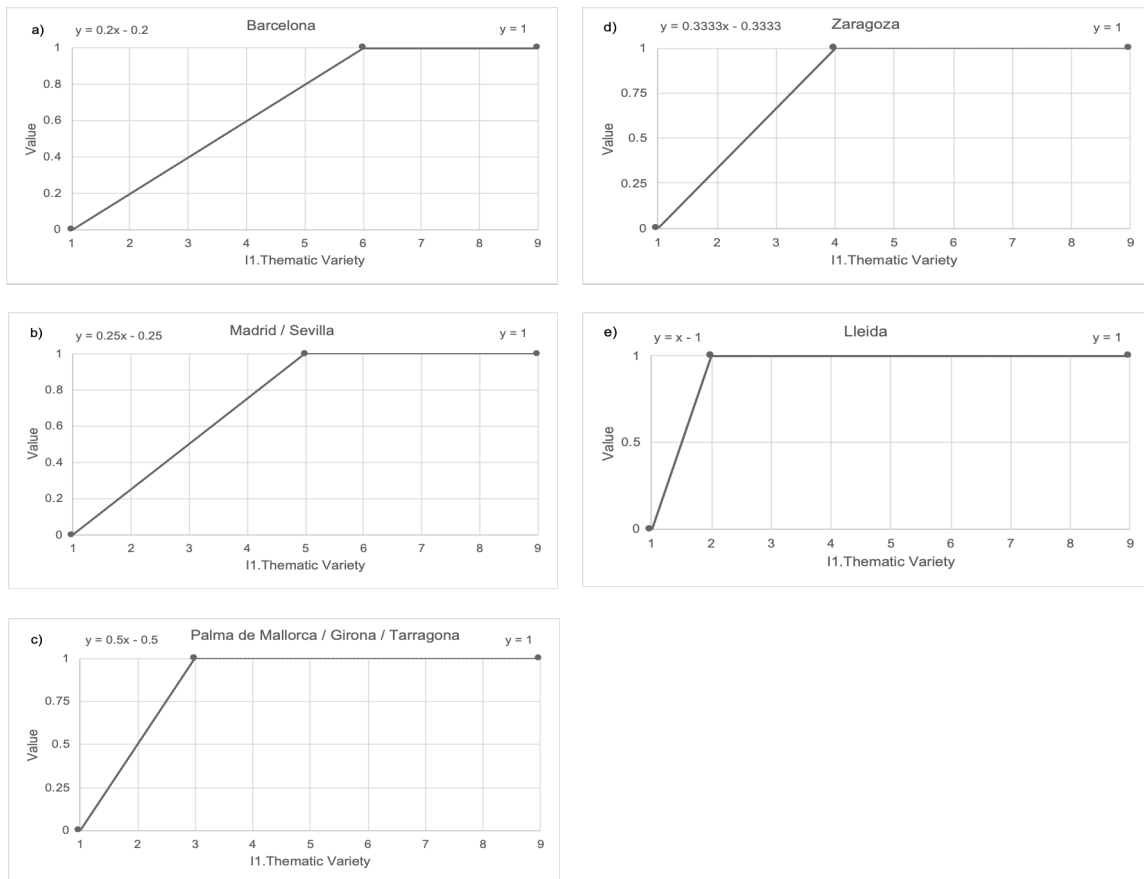 a)
y = 0.2x - 0.2
Barcelona
y = 1
Value
1
0.8
0.6
0.4
0.2
0
1 2 3 4 5 6 7 8 9
I1.Thematic Variety
b)
y = 0.25x - 0.25
Madrid / Sevilla
y = 1
Value
1
0.8
0.6
0.4
0.2
0
1 2 3 4 5 6 7 8 9
I1.Thematic Variety
c)
y = 0.5x - 0.5
Palma de Mallorca / Girona / Tarragona
y = 1
Value
1
0.75
0.5
0.25
0
1 2 3 4 5 6 7 8 9
I1.Thematic Variety
d)
y = 0.3333x - 0.3333
Zaragoza
y = 1
Value
1
0.75
0.5
0.25
0
1 2 3 4 5 6 7 8 9
I1.Thematic Variety
e)
y = x - 1
Lleida
y = 1
Value
1
0.5
0
1 2 3 4 5 6 7 8 9
I1.Thematic Variety